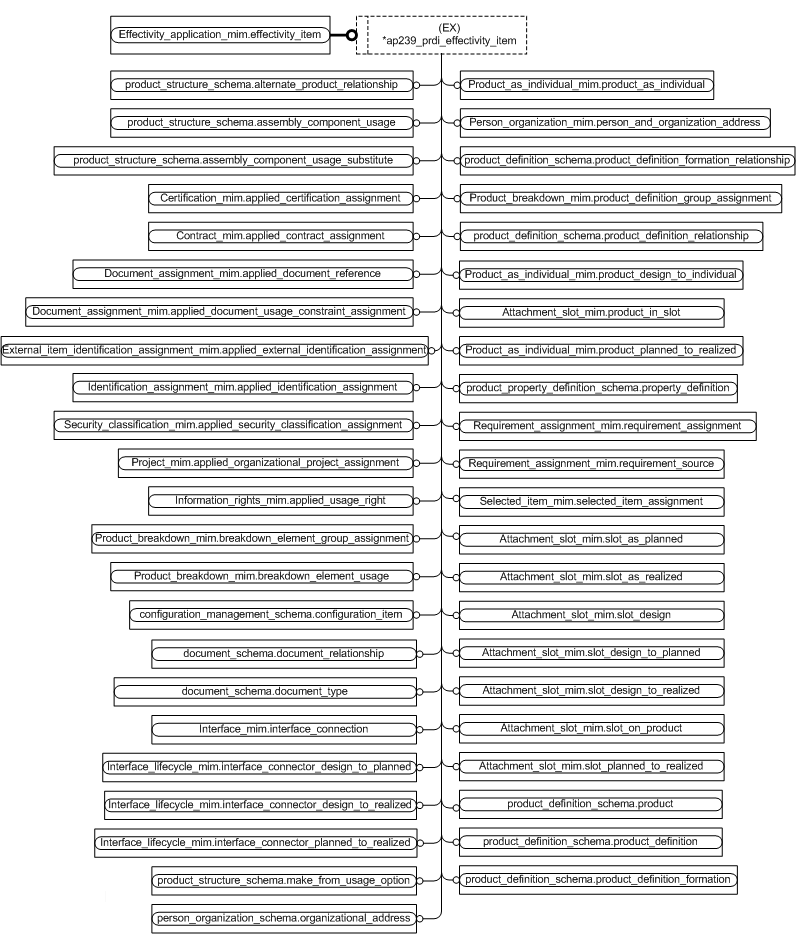 Effectivity_application_mim.effectivity_item
(EX)
*ap239_prdi_effectivity_item
product_structure_schema.alternate_product_relationship
product_structure_schema.assembly_component_usage
product_structure_schema.assembly_component_usage_substitute
Certification_mim.applied_certification_assignment
Contract_mim.applied_contract_assignment
Document_assignment_mim.applied_document_reference
Document_assignment_mim.applied_document_usage_constraint_assignment
External_item_identification_assignment_mim.applied_external_identification_assignment
Identification_assignment_mim.applied_identification_assignment
Security_classification_mim.applied_security_classification_assignment
Project_mim.applied_organizational_project_assignment
Information_rights_mim.applied_usage_right
Product_breakdown_mim.breakdown_element_group_assignment
Product_breakdown_mim.breakdown_element_usage
configuration_management_schema.configuration_item
document_schema.document_relationship
document_schema.document_type
Interface_mim.interface_connection
Interface_lifecycle_mim.interface_connector_design_to_planned
Interface_lifecycle_mim.interface_connector_design_to_realized
Interface_lifecycle_mim.interface_connector_planned_to_realized
product_structure_schema.make_from_usage_option
person_organization_schema.organizational_address
Product_as_individual_mim.product_as_individual
Person_organization_mim.person_and_organization_address
product_definition_schema.product_definition_formation_relationship
Product_breakdown_mim.product_definition_group_assignment
product_definition_schema.product_definition_relationship
Product_as_individual_mim.product_design_to_individual
Attachment_slot_mim.product_in_slot
Product_as_individual_mim.product_planned_to_realized
product_property_definition_schema.property_definition
Requirement_assignment_mim.requirement_assignment
Requirement_assignment_mim.requirement_source
Selected_item_mim.selected_item_assignment
Attachment_slot_mim.slot_as_planned
Attachment_slot_mim.slot_as_realized
Attachment_slot_mim.slot_design
Attachment_slot_mim.slot_design_to_planned
Attachment_slot_mim.slot_design_to_realized
Attachment_slot_mim.slot_on_product
Attachment_slot_mim.slot_planned_to_realized
product_definition_schema.product
product_definition_schema.product_definition
product_definition_schema.product_definition_formation